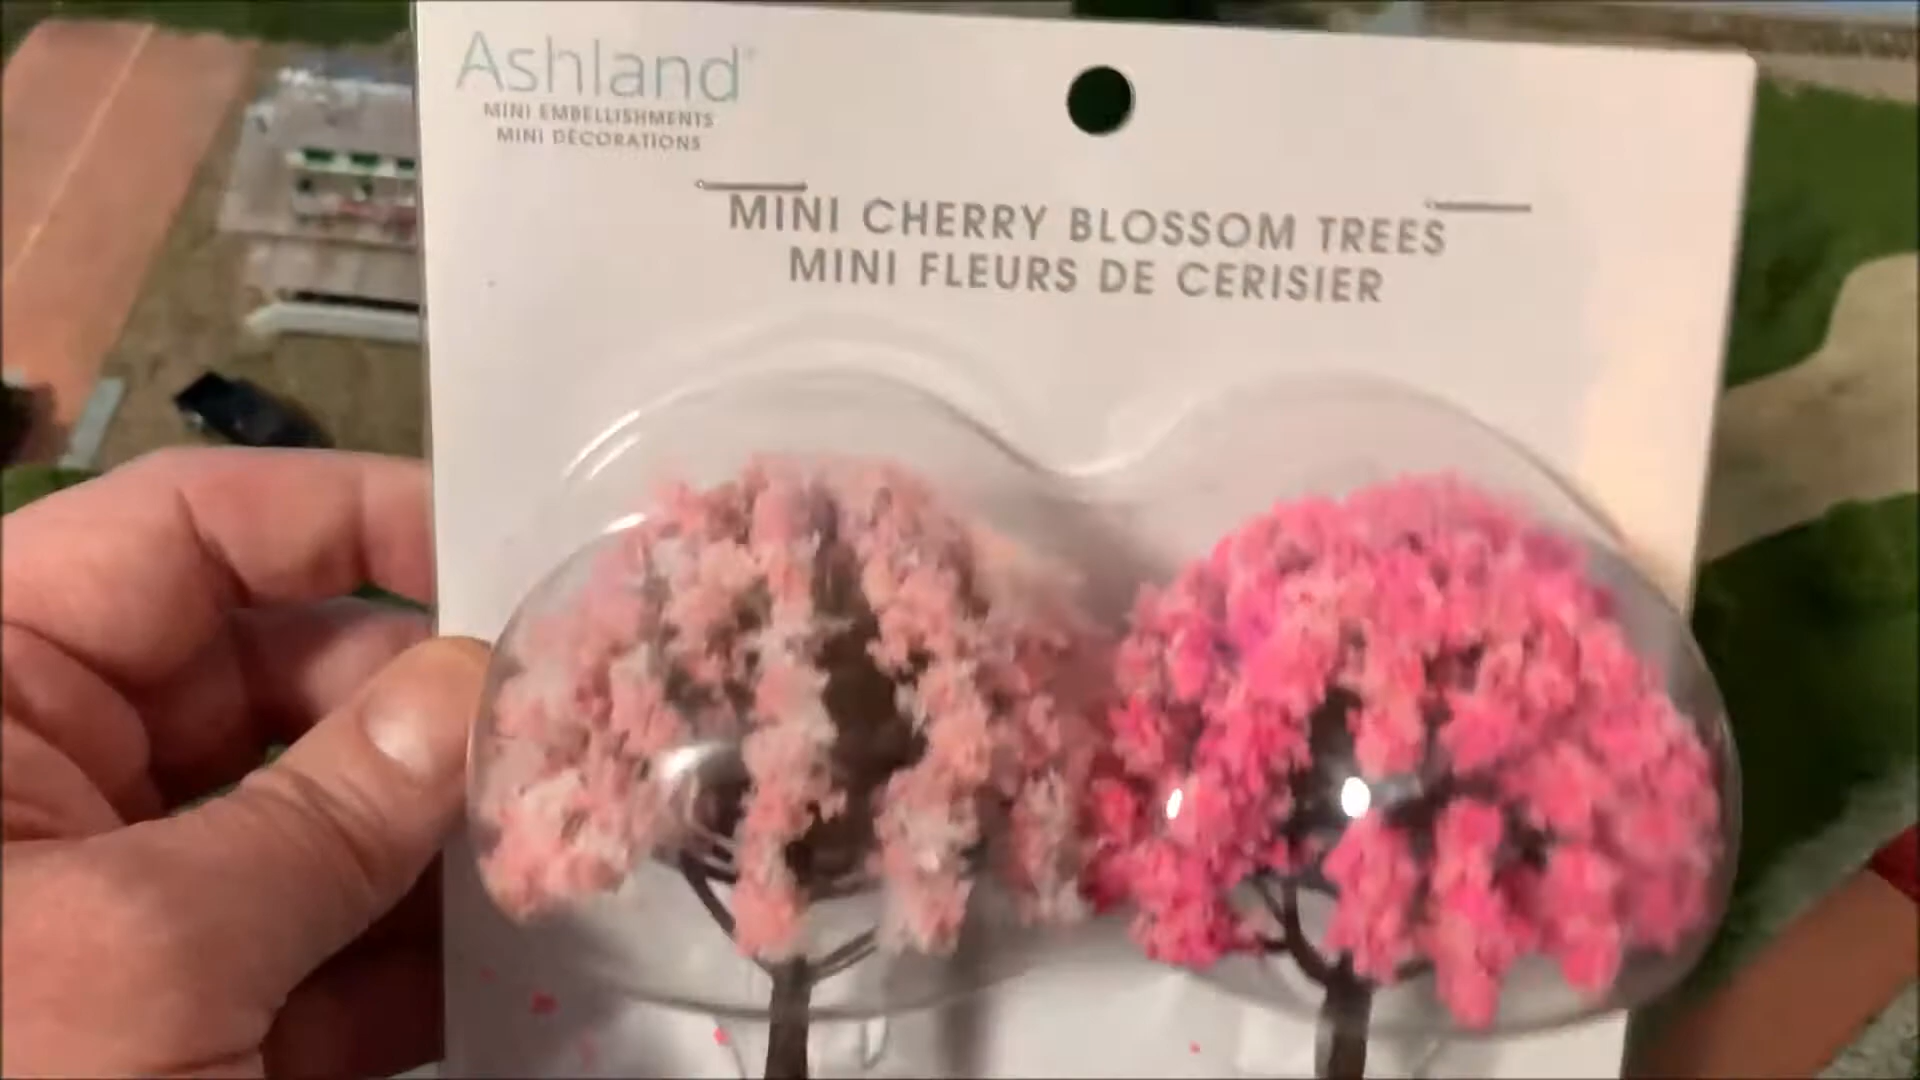 Ashland
MINI EMBELLISHMENTS
MINI DÉCORATIONS
MINI CHERRY BLOSSOM TREES
MINI FLEURS DE CERISIER